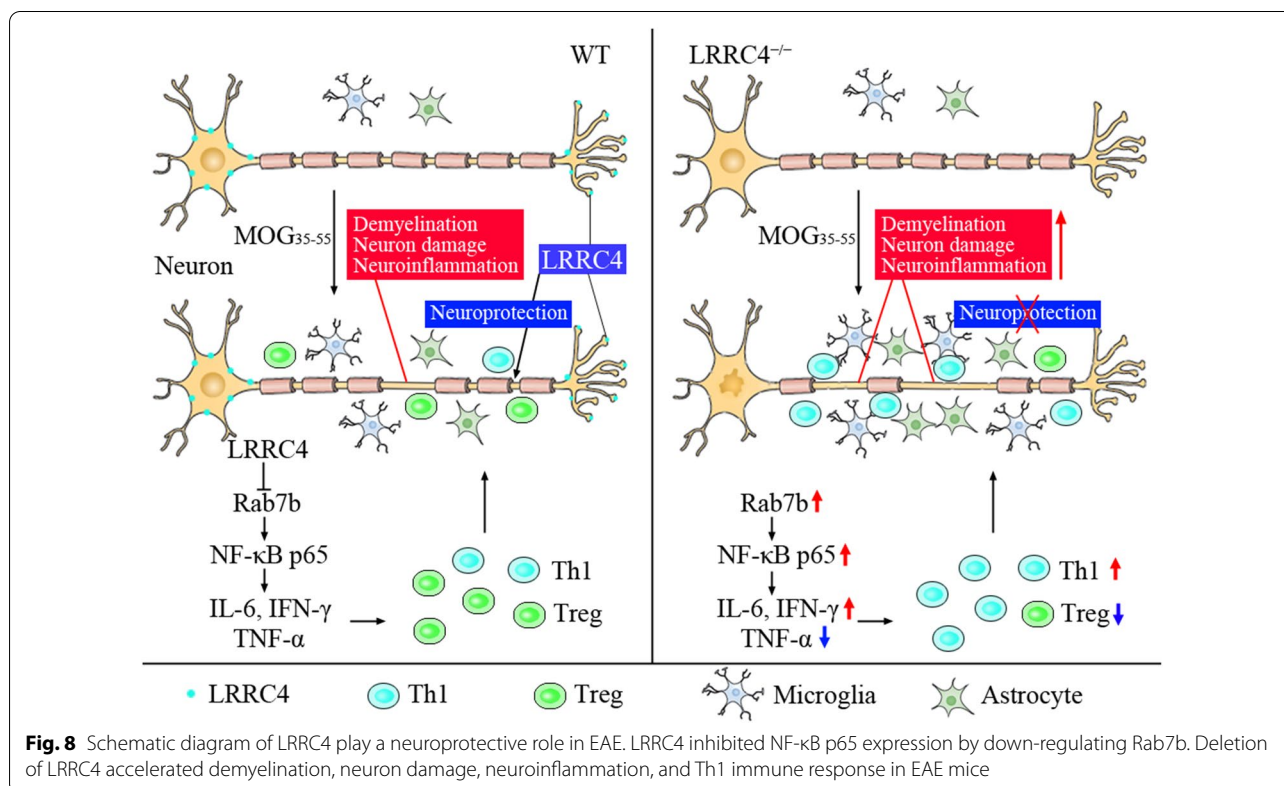 WT
MOG35-55
Demyelination
Neuron damage
Neuroinflammation
LRRC4
Neuron
Neuroprotection
LRRC4
Rab7b
NF-κB p65
IL-6, IFN-γ
TNF-α
Th1
Treg
LRRC4⁻/⁻
MOG35-55
Demyelination
Neuron damage
Neuroinflammation
Neuroprotection
Rab7b
NF-κB p65
IL-6, IFN-γ
TNF-α
Th1
Treg
LRRC4
Th1
Treg
Microglia
Astrocyte
Fig. 8 Schematic diagram of LRRC4 play a neuroprotective role in EAE. LRRC4 inhibited NF-κB p65 expression by down-regulating Rab7b. Deletion
of LRRC4 accelerated demyelination, neuron damage, neuroinflammation, and Th1 immune response in EAE mice